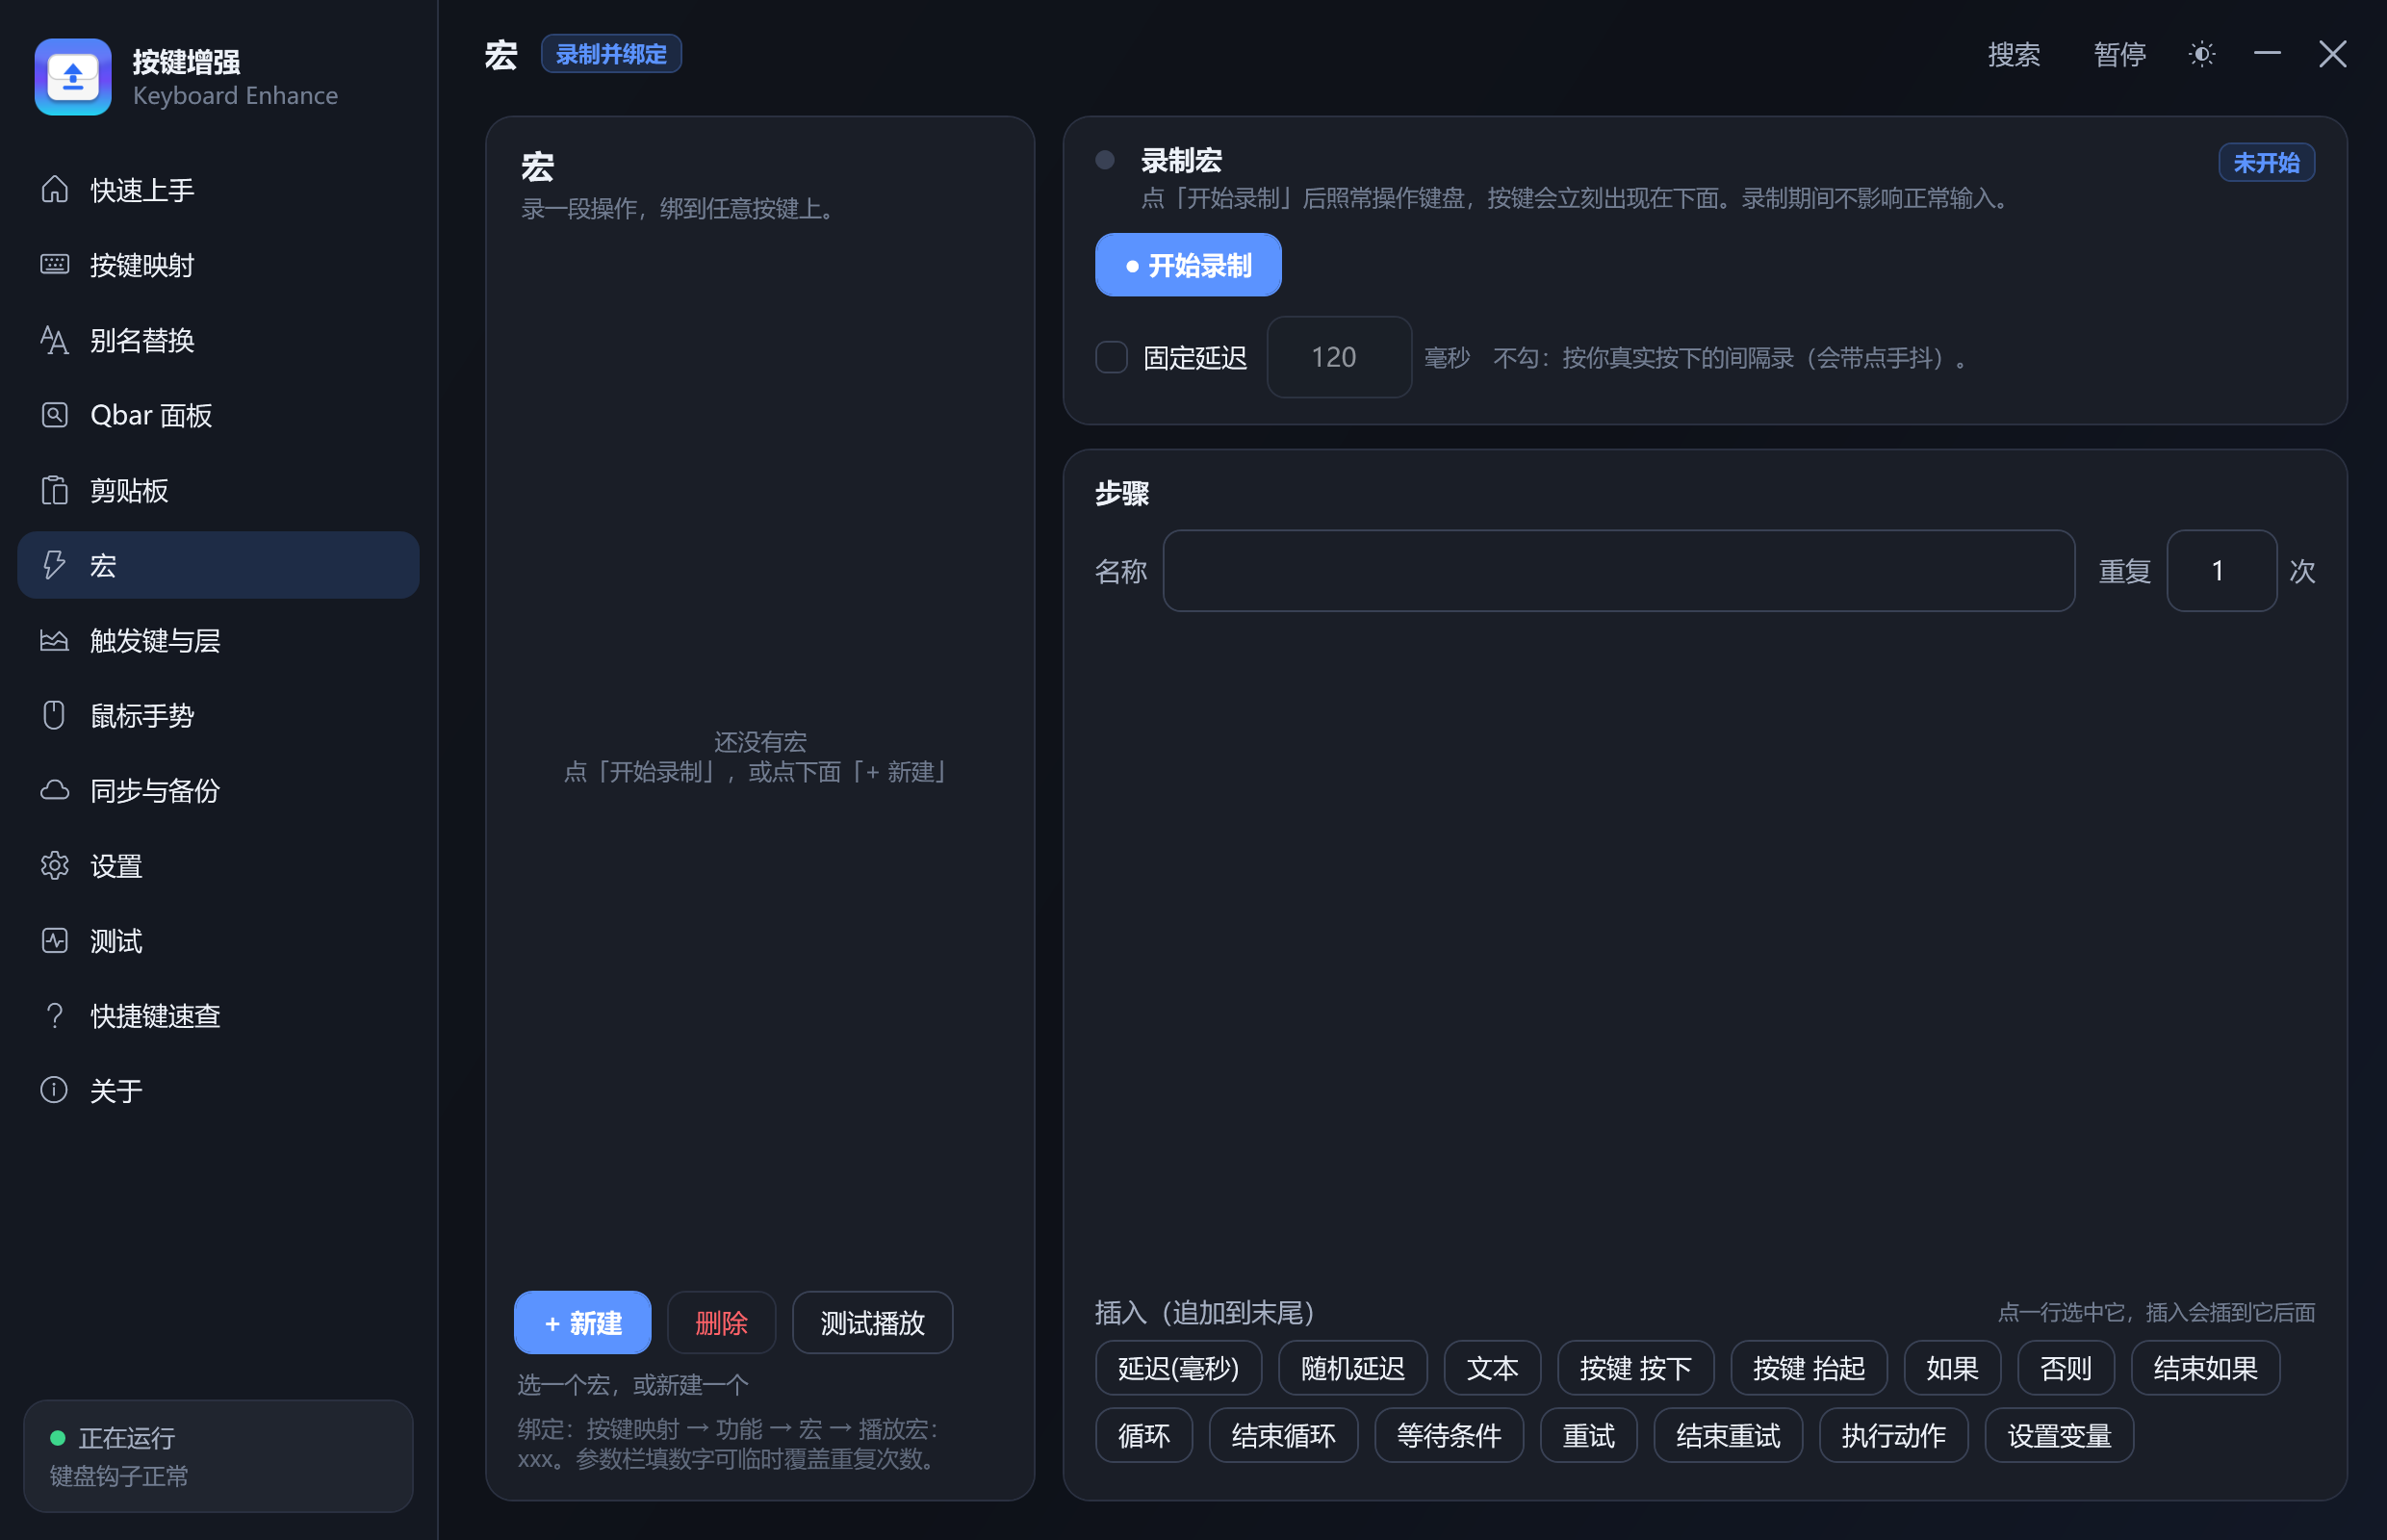 按键增强
Keyboard Enhance
快速上手
按键映射
别名替换
Qbar 面板
剪贴板
宏
触发键与层
鼠标手势
同步与备份
设置
测试
快捷键速查
关于
正在运行
键盘钩子正常
宏 录制并绑定
搜索 暂停
宏
录一段操作，绑到任意按键上。
还没有宏
点「开始录制」，或点下面「+ 新建」
+ 新建 删除 测试播放
选一个宏，或新建一个
绑定：按键映射 → 功能 → 宏 → 播放宏：
xxx。参数栏填数字可临时覆盖重复次数。
录制宏 未开始
点「开始录制」后照常操作键盘，按键会立刻出现在下面。录制期间不影响正常输入。
开始录制
固定延迟 120 毫秒 不勾：按你真实按下的间隔录（会带点手抖）。
步骤
名称 重复 1 次
插入（追加到末尾） 点一行选中它，插入会插到它后面
延迟(毫秒) 随机延迟 文本 按键 按下 按键 抬起 如果 否则 结束如果
循环 结束循环 等待条件 重试 结束重试 执行动作 设置变量